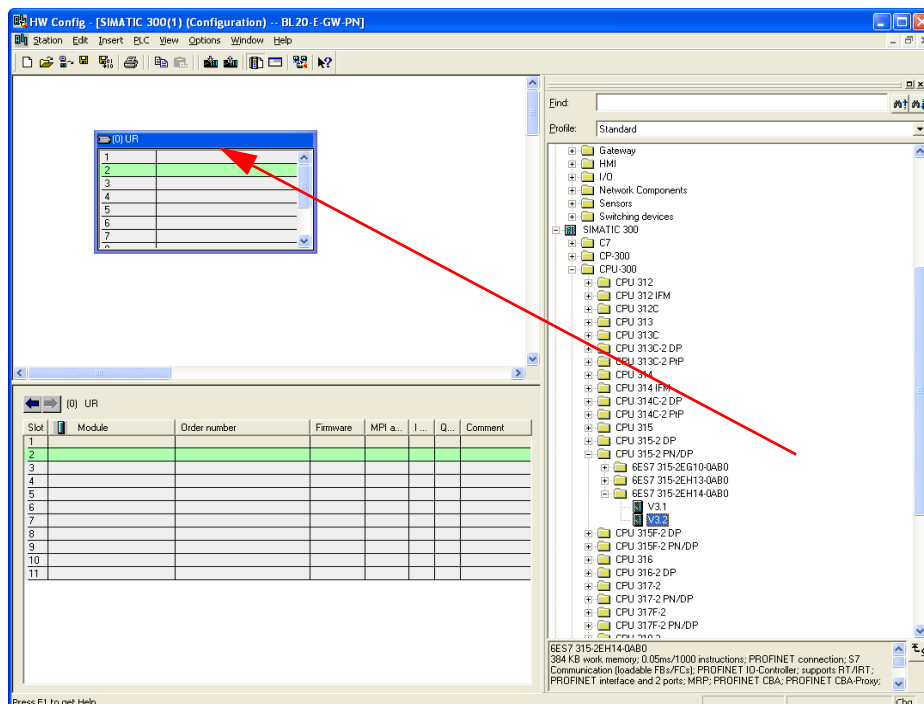 HW Config - [SIMATIC 300(1) (Configuration) -- BL20-E-GW-PN]
Station Edit Insert PLC View Options Window Help
(0) UR
1
2
3
4
5
6
7
Find:
Profile: Standard
Gateway
HMI
I/O
Network Components
Sensors
Switching devices
SIMATIC 300
C7
CP-300
CPU-300
CPU 312
CPU 312 IFM
CPU 312C
CPU 313
CPU 313C
CPU 313C-2 DP
CPU 313C-2 PtP
CPU 314
CPU 314 IFM
CPU 314C-2 DP
CPU 314C-2 PtP
CPU 315
CPU 315-2 DP
CPU 315-2 PN/DP
6ES7 315-2EG10-0AB0
6ES7 315-2EH13-0AB0
6ES7 315-2EH14-0AB0
V3.1
V3.2
CPU 315F-2 DP
CPU 315F-2 PN/DP
CPU 316
CPU 316-2 DP
CPU 317-2
CPU 317-2 PN/DP
CPU 317F-2
CPU 317F-2 PN/DP
(0) UR
Slot Module Order number Firmware MPI a... I ... Q... Comment
1
2
3
4
5
6
7
8
9
10
11
6ES7 315-2EH14-0AB0
384 KB work memory; 0.05ms/1000 instructions; PROFINET connection; S7
Communication (loadable FBs/FCs); PROFINET IO-Controller; supports RT/IRT;
PROFINET interface and 2 ports; MRP; PROFINET CBA; PROFINET CBA-Proxy;
Press F1 to get Help.
Chg